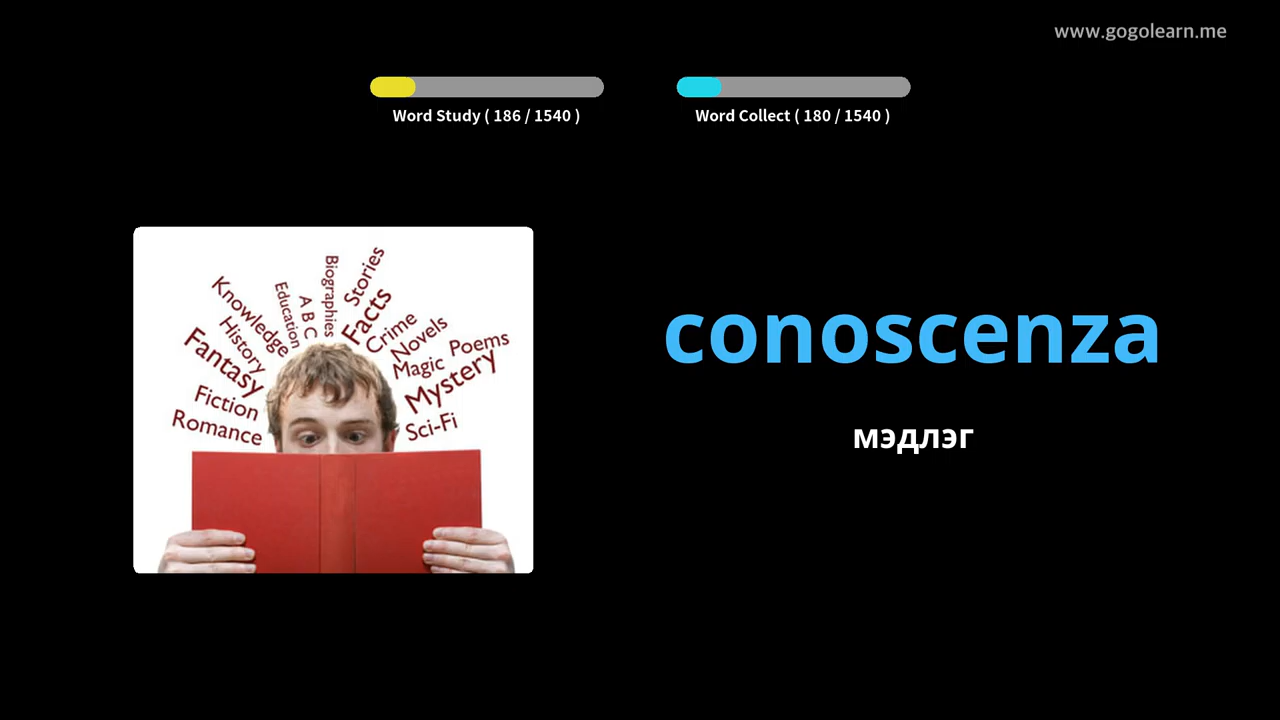 www.gogolearn.me
Word Study ( 186 / 1540 )
Word Collect ( 180 / 1540 )
Biographies
Stories
Knowledge
Education
A B C
Facts
Crime
History
Novels
Fantasy
Magic
Poems
Mystery
Fiction
Romance
Sci-Fi
conoscenza
мэдлэг